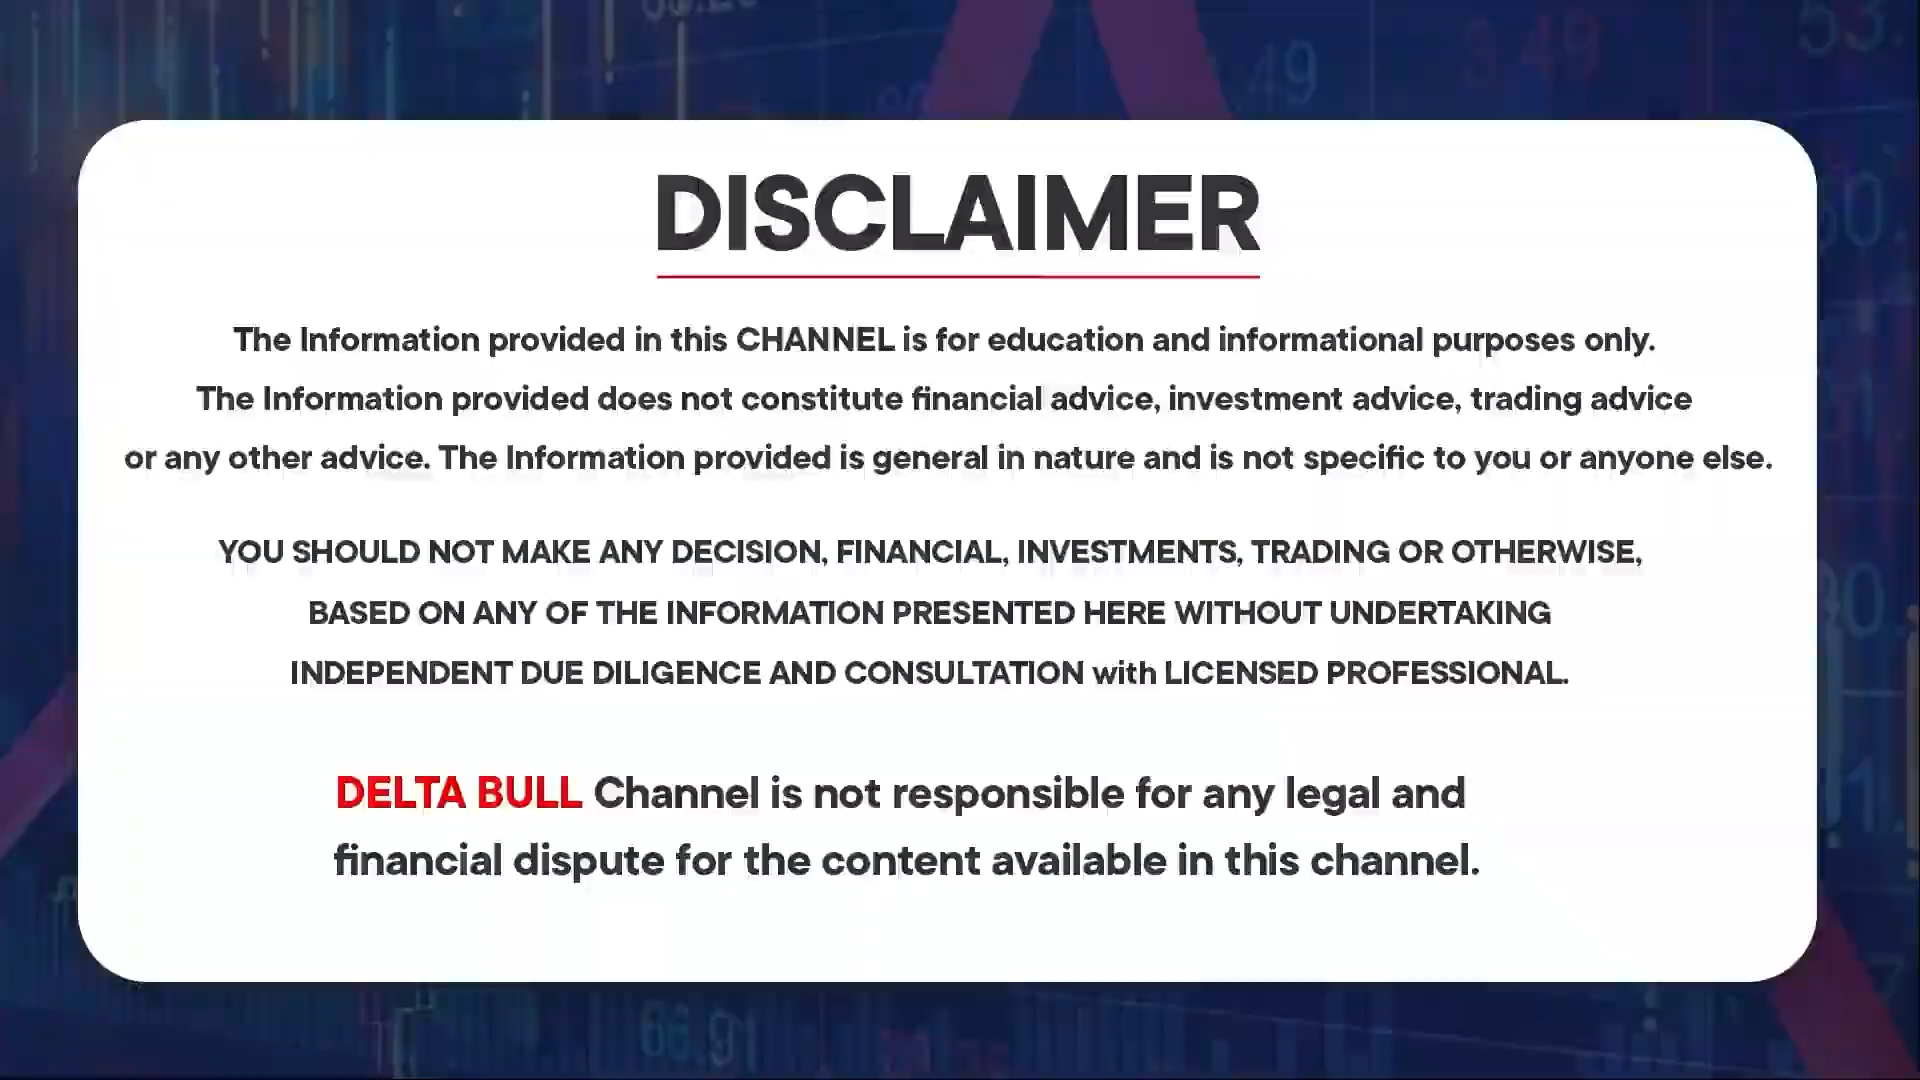 DISCLAIMER
The Information provided in this CHANNEL is for education and informational purposes only.
The Information provided does not constitute financial advice, investment advice, trading advice
or any other advice. The Information provided is general in nature and is not specific to you or anyone else.
YOU SHOULD NOT MAKE ANY DECISION, FINANCIAL, INVESTMENTS, TRADING OR OTHERWISE,
BASED ON ANY OF THE INFORMATION PRESENTED HERE WITHOUT UNDERTAKING
INDEPENDENT DUE DILIGENCE AND CONSULTATION with LICENSED PROFESSIONAL.
DELTA BULL Channel is not responsible for any legal and
financial dispute for the content available in this channel.
3.49
66.91